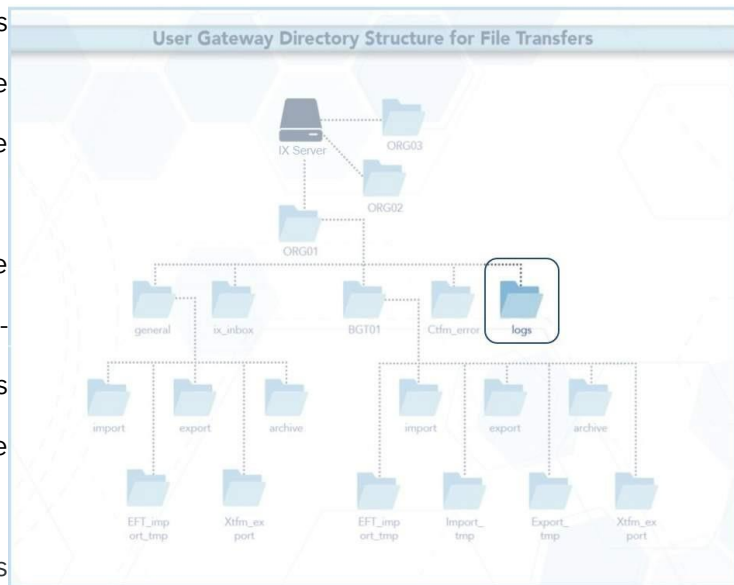 User Gateway Directory Structure for File Transfers
IX Server
ORG03
ORG02
ORG01
general
ix_inbox
BGT01
Ctfm_error
logs
import
export
archive
import
export
archive
EFT_imp
ort_tmp
Xtfm_ex
port
EFT_imp
ort_tmp
Import_
tmp
Export_
tmp
Xtfm_ex
port